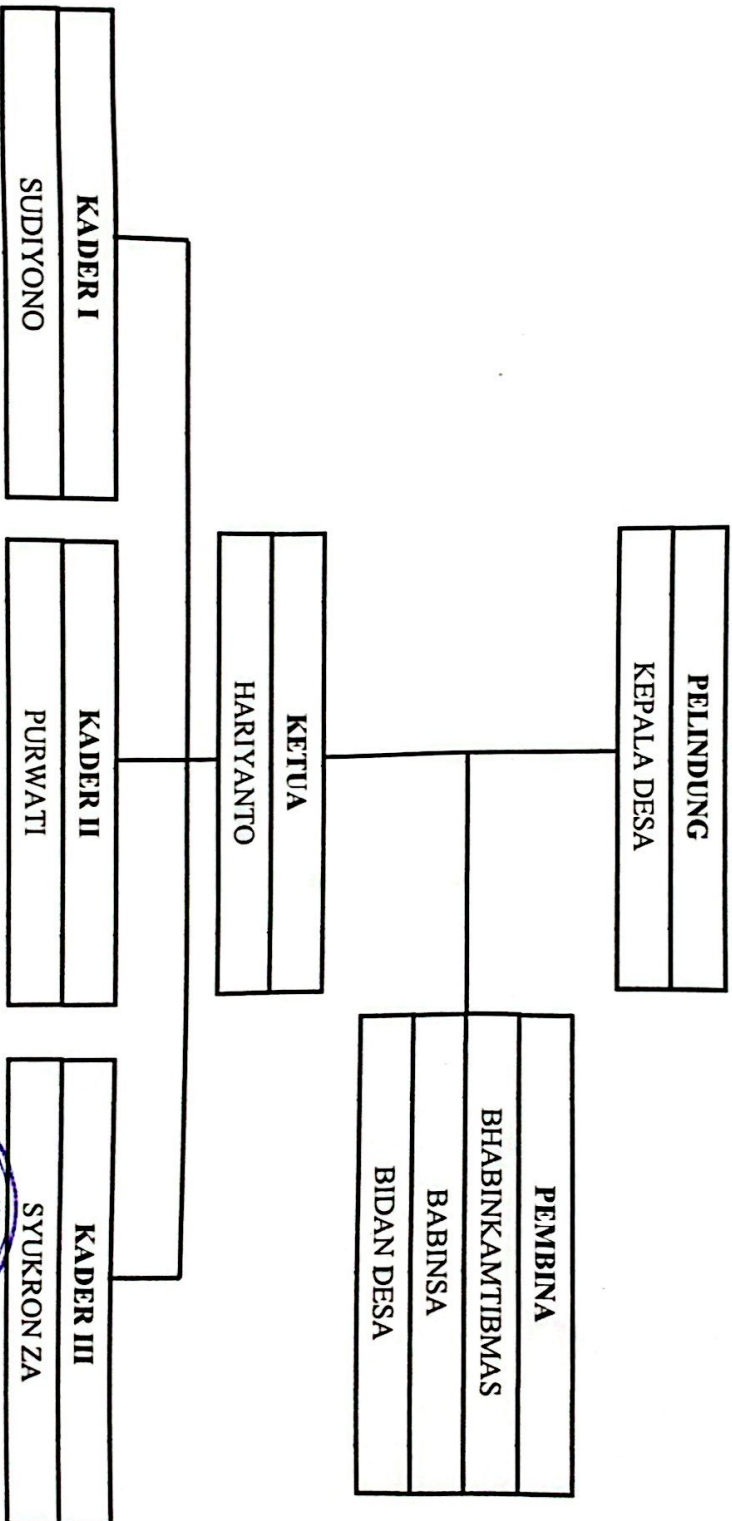 PELINDUNG
KEPALA DESA
PEMBINA
BHABINKAMTIBMAS
BABINSA
BIDAN DESA
KETUA
HARIYANTO
KADER I
SUDIYONO
KADER II
PURWATI
KADER III
SYUKRON ZA